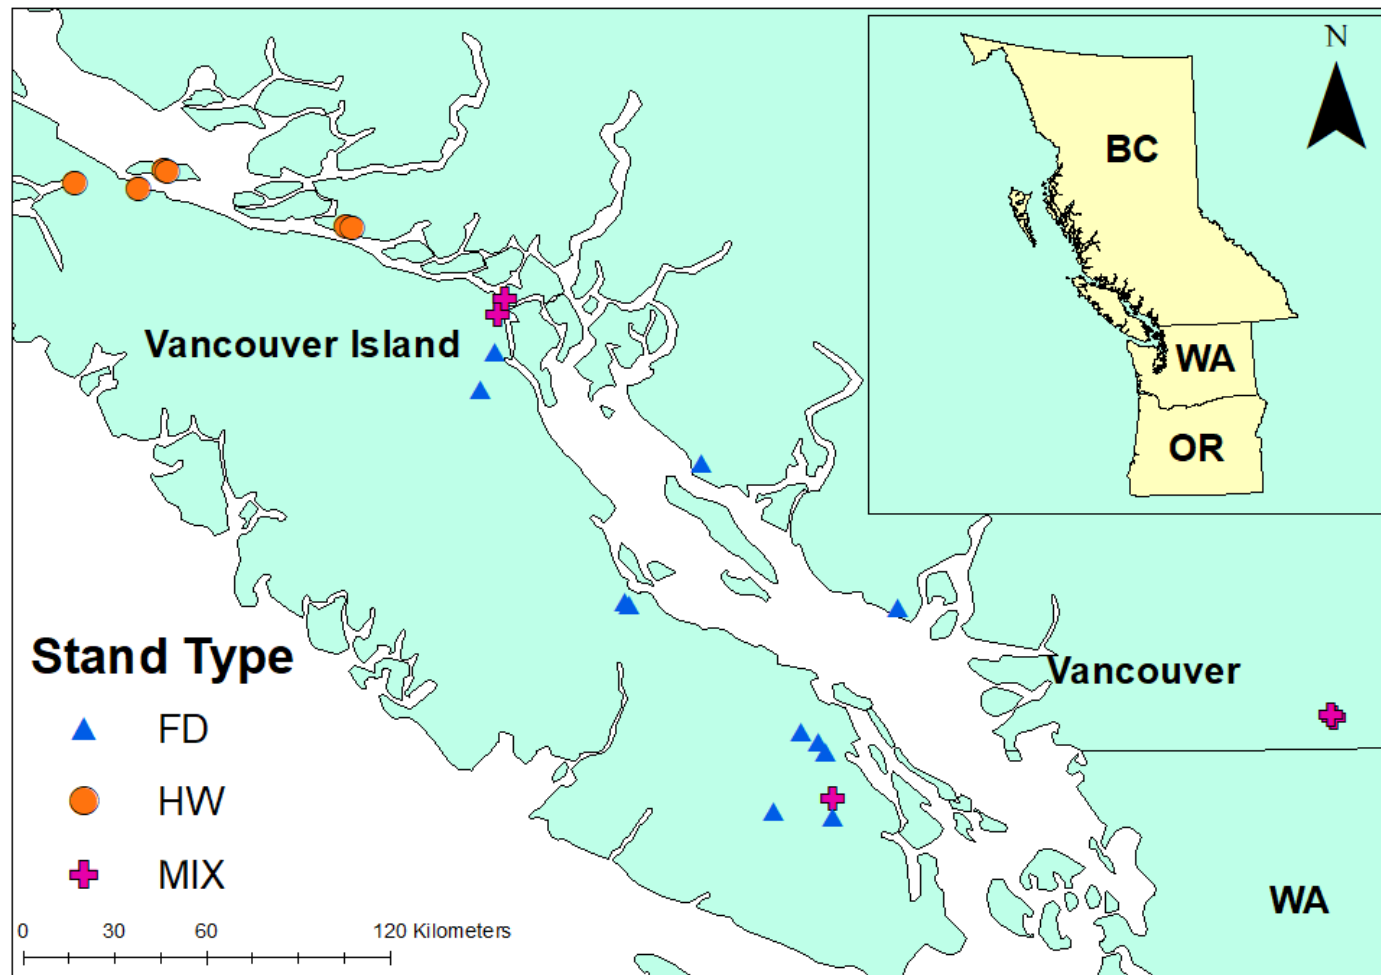 N
BC
WA
OR
Vancouver Island
Vancouver
WA
Stand Type
FD
HW
MIX
0 30 60 120 Kilometers